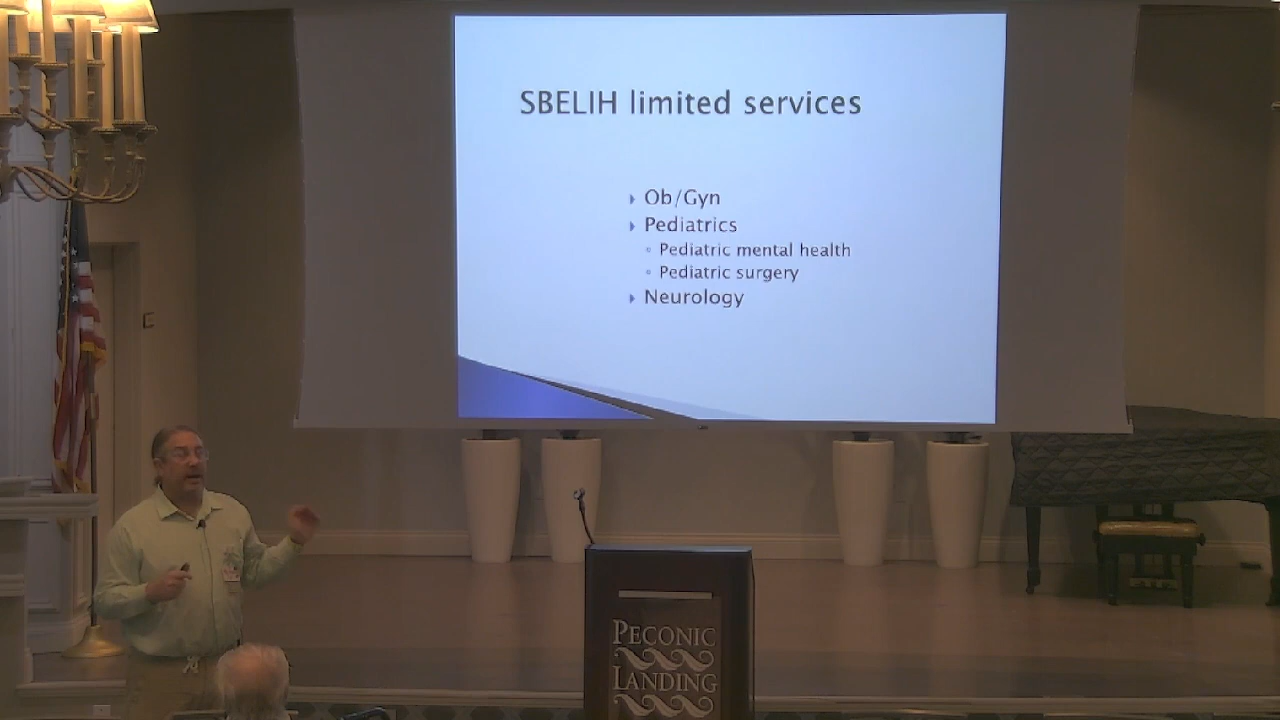 SBELIH limited services
Ob/Gyn
Pediatrics
Pediatric mental health
Pediatric surgery
Neurology
PECONIC
LANDING